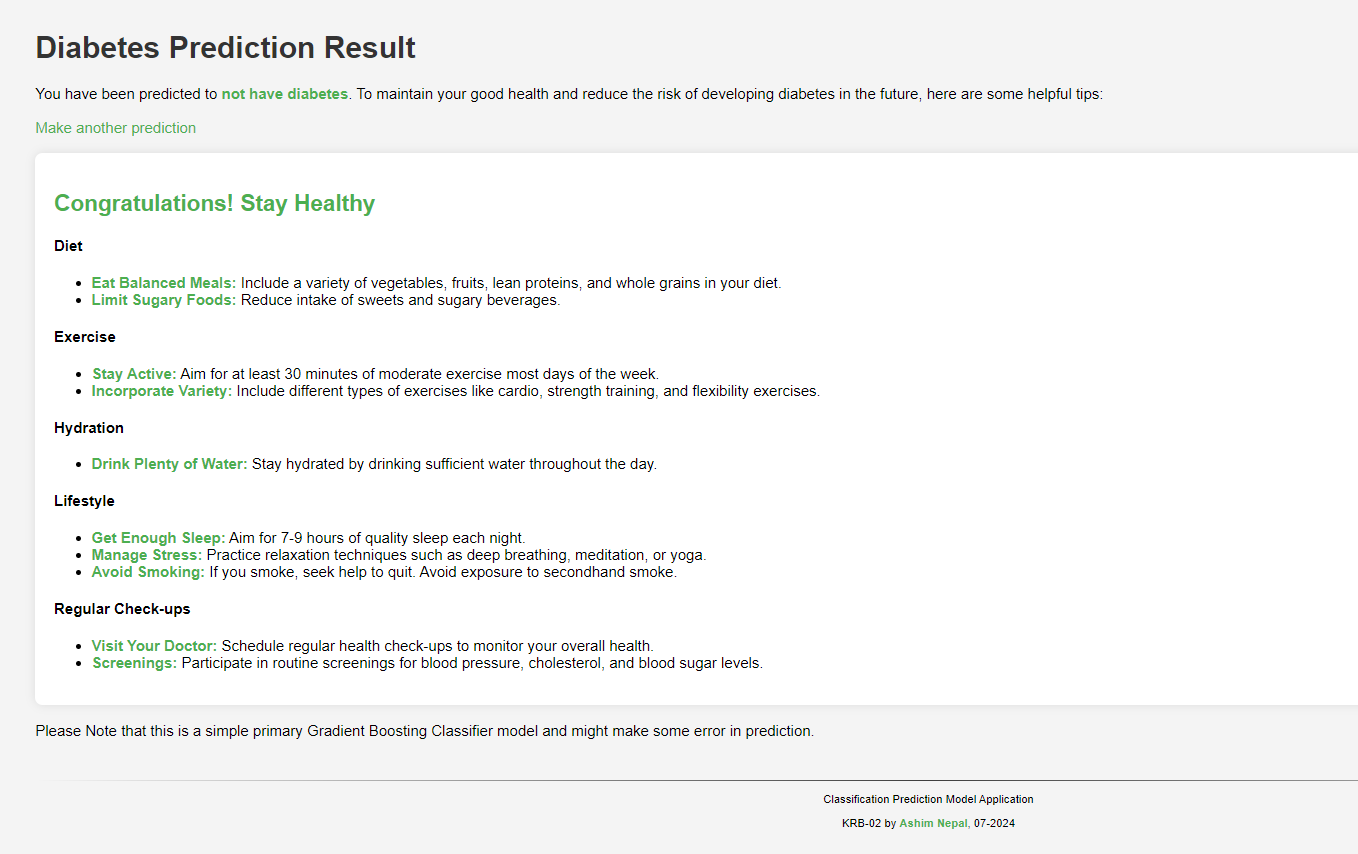 Diabetes Prediction Result
You have been predicted to not have diabetes. To maintain your good health and reduce the risk of developing diabetes in the future, here are some helpful tips:
Make another prediction
Congratulations! Stay Healthy
Diet
• Eat Balanced Meals: Include a variety of vegetables, fruits, lean proteins, and whole grains in your diet.
• Limit Sugary Foods: Reduce intake of sweets and sugary beverages.
Exercise
• Stay Active: Aim for at least 30 minutes of moderate exercise most days of the week.
• Incorporate Variety: Include different types of exercises like cardio, strength training, and flexibility exercises.
Hydration
• Drink Plenty of Water: Stay hydrated by drinking sufficient water throughout the day.
Lifestyle
• Get Enough Sleep: Aim for 7-9 hours of quality sleep each night.
• Manage Stress: Practice relaxation techniques such as deep breathing, meditation, or yoga.
• Avoid Smoking: If you smoke, seek help to quit. Avoid exposure to secondhand smoke.
Regular Check-ups
• Visit Your Doctor: Schedule regular health check-ups to monitor your overall health.
• Screenings: Participate in routine screenings for blood pressure, cholesterol, and blood sugar levels.
Please Note that this is a simple primary Gradient Boosting Classifier model and might make some error in prediction.
Classification Prediction Model Application
KRB-02 by Ashim Nepal, 07-2024